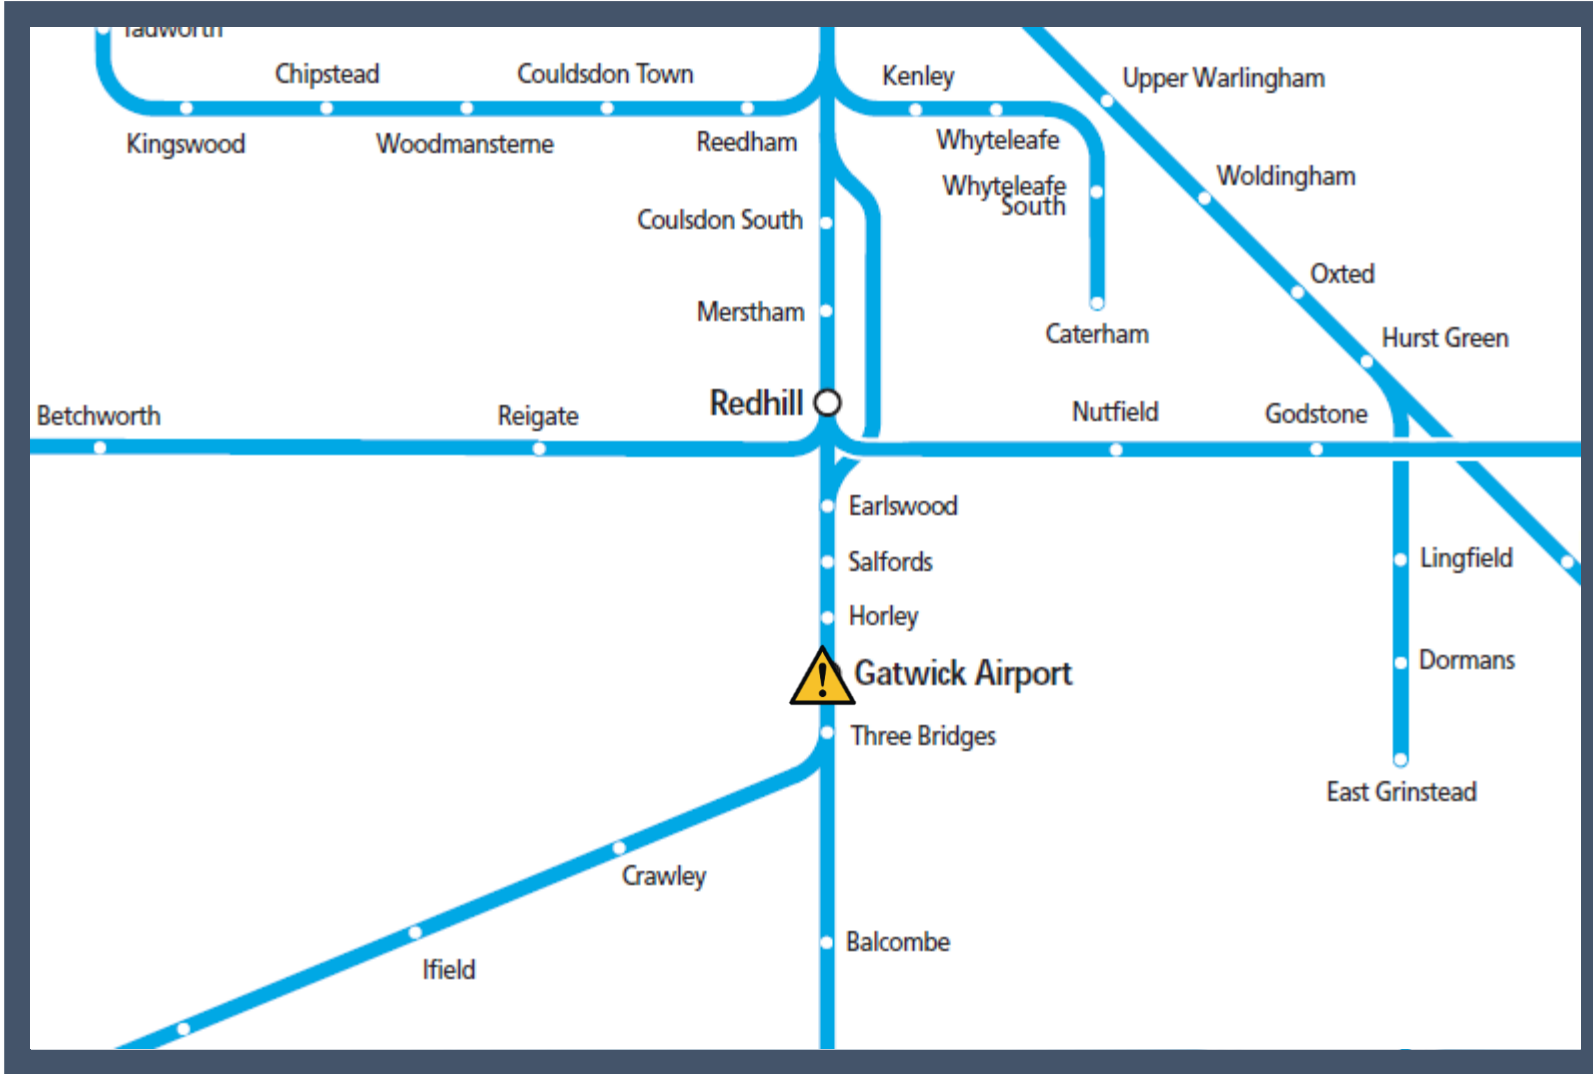 Tadworth
Chipstead
Couldsdon Town
Kenley
Upper Warlingham
Kingswood
Woodmansterne
Reedham
Whyteleafe
Woldingham
Whyteleafe
South
Coulsdon South
Oxted
Merstham
Caterham
Hurst Green
Betchworth
Reigate
Redhill
Nutfield
Godstone
Earlswood
Salfords
Lingfield
Horley
Gatwick Airport
Dormans
Three Bridges
East Grinstead
Crawley
Balcombe
Ifield